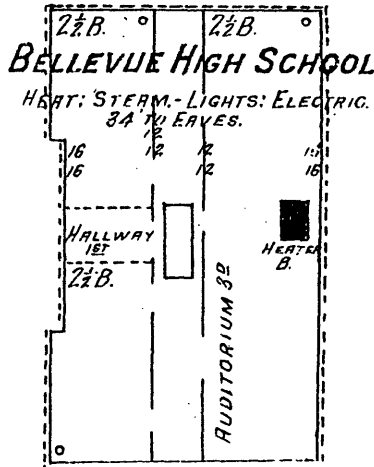 2½B. 2½B.
BELLEVUE HIGH SCHOOL
HEAT: STEAM.- LIGHTS: ELECTRIC.
34' TO EAVES.
12
16 12 12
16 12 16
HALLWAY
1ST
HEATER
B.
2½B.
AUDITORIUM 3D